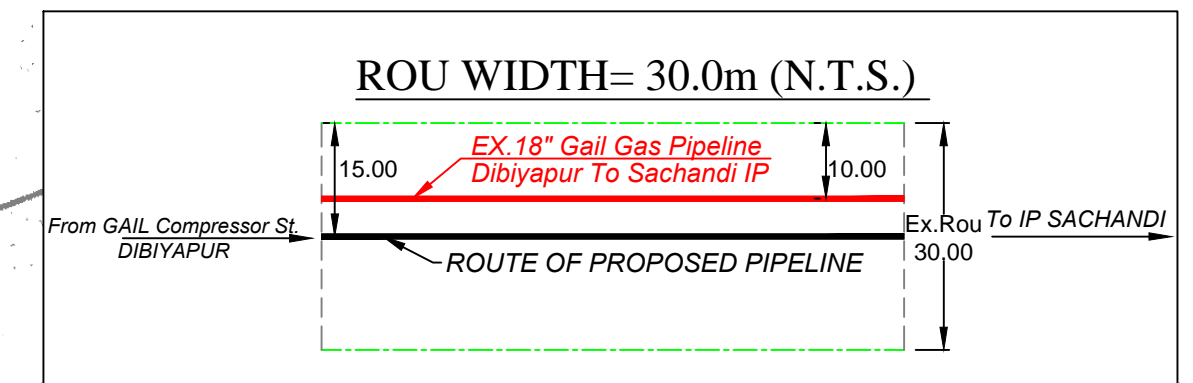 ROU WIDTH= 30.0m (N.T.S.)
EX.18" Gail Gas Pipeline
Dibiyapur To Sachandi IP
15.00
10.00
From GAIL Compressor St.
DIBIYAPUR
Ex.Rou
30.00
To IP SACHANDI
ROUTE OF PROPOSED PIPELINE